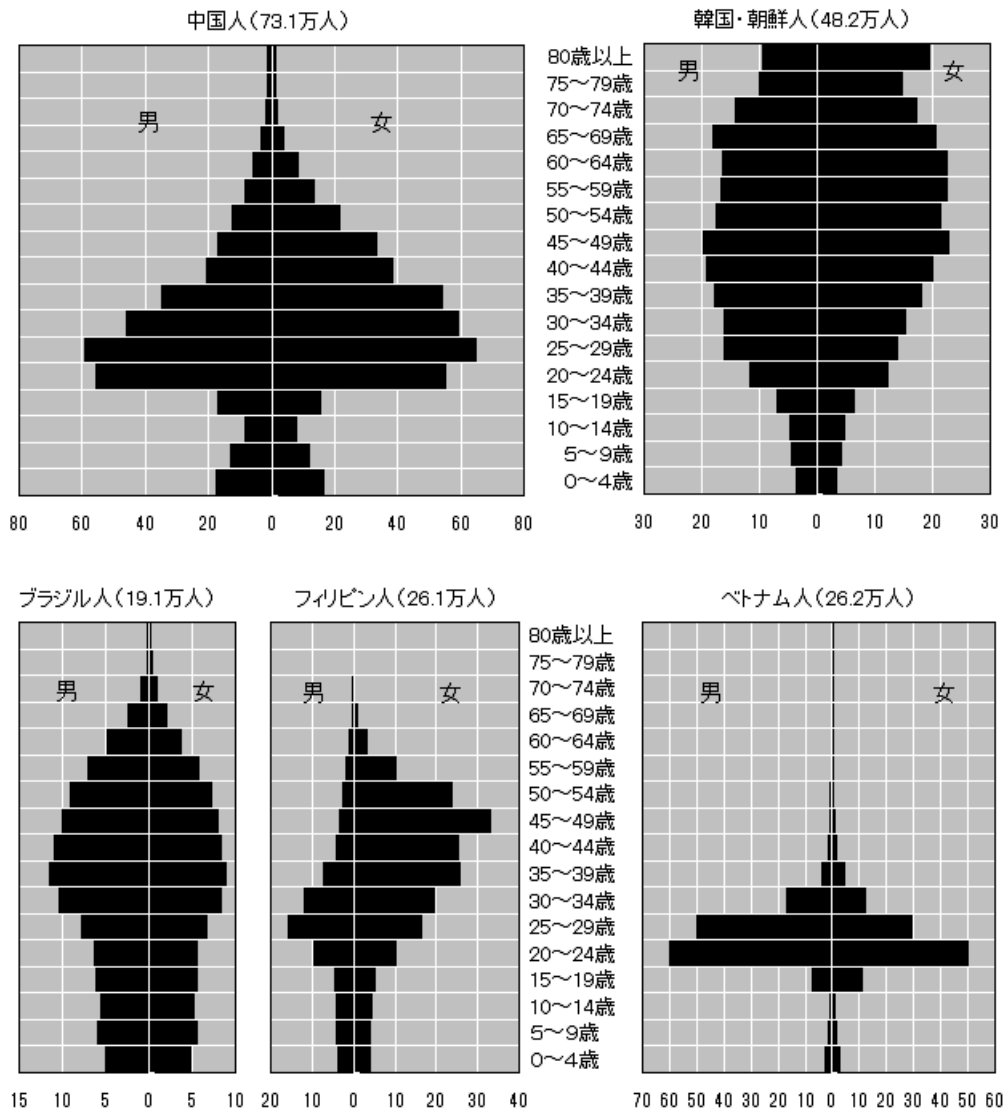 中国人(73.1万人)
男
女
80 60 40 20 0 20 40 60 80
韓国・朝鮮人(48.2万人)
男
女
80歳以上
75～79歳
70～74歳
65～69歳
60～64歳
55～59歳
50～54歳
45～49歳
40～44歳
35～39歳
30～34歳
25～29歳
20～24歳
15～19歳
10～14歳
5～9歳
0～4歳
30 20 10 0 10 20 30
ブラジル人(19.1万人)
男
女
15 10 5 0 5 10
フィリピン人(26.1万人)
男
女
20 10 0 10 20 30 40
80歳以上
75～79歳
70～74歳
65～69歳
60～64歳
55～59歳
50～54歳
45～49歳
40～44歳
35～39歳
30～34歳
25～29歳
20～24歳
15～19歳
10～14歳
5～9歳
0～4歳
ベトナム人(26.2万人)
男
女
70 60 50 40 30 20 10 0 10 20 30 40 50 60